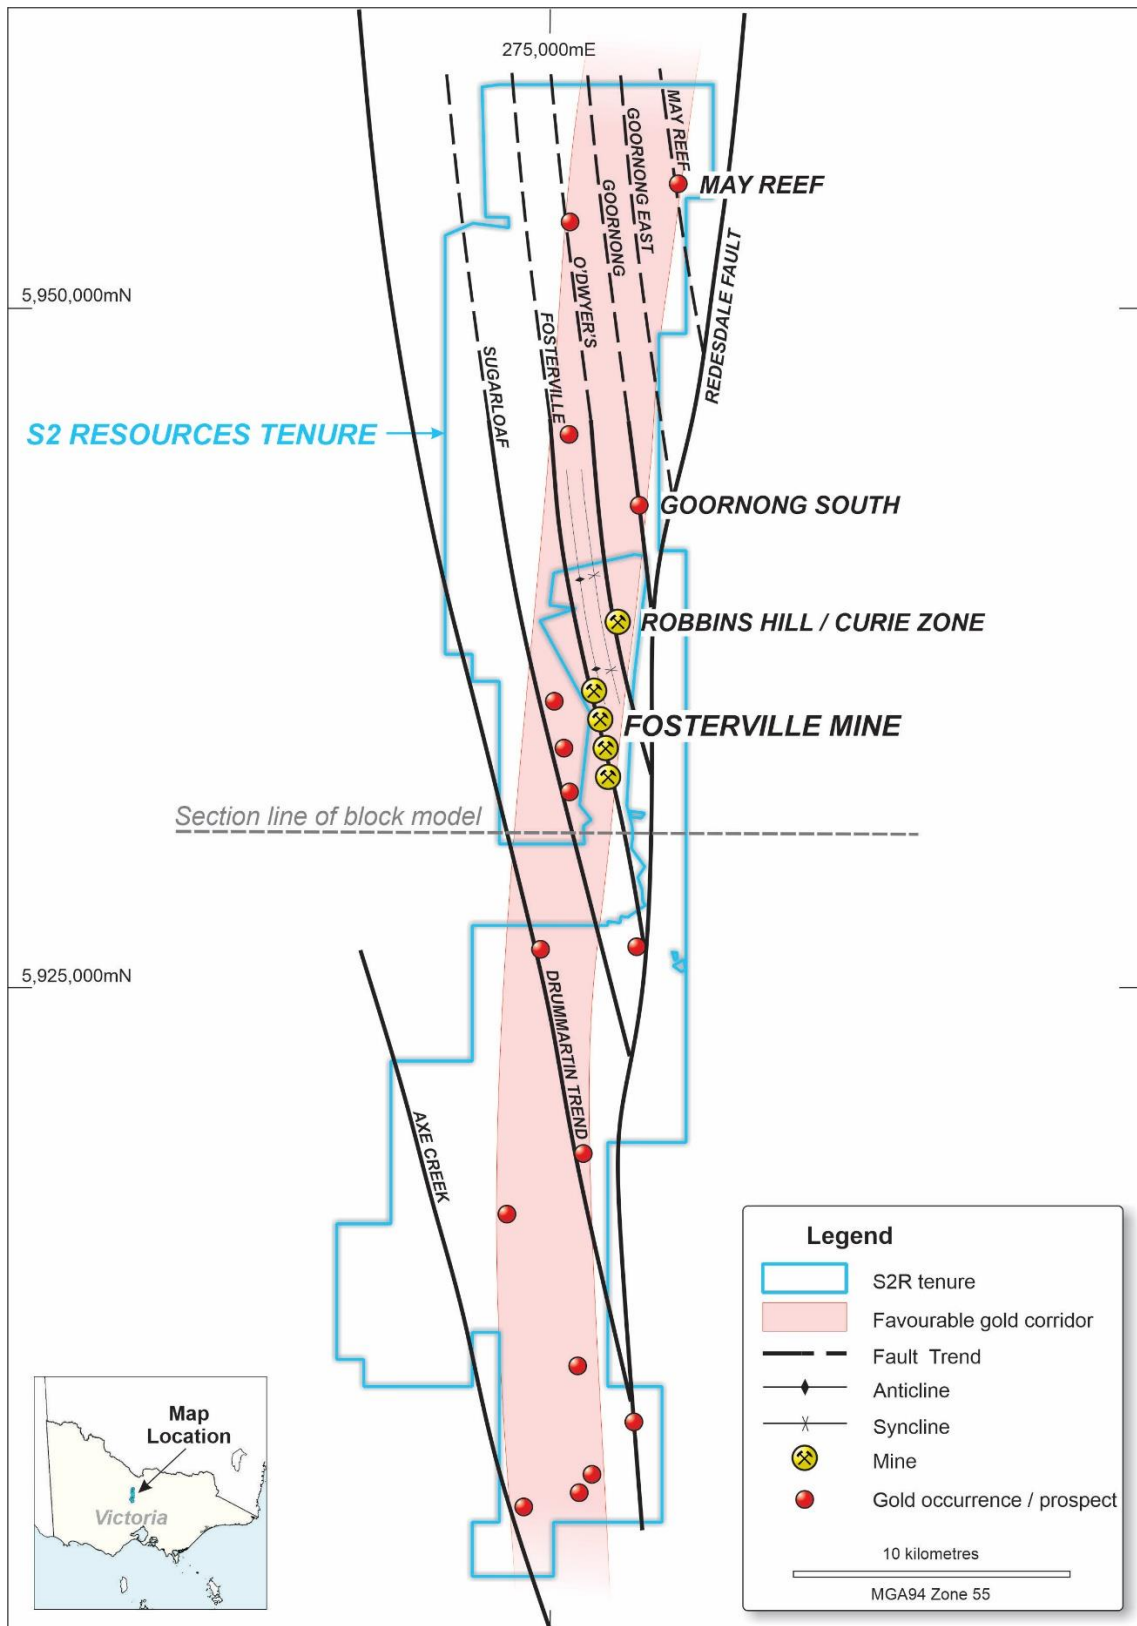 275,000mE
MAY REEF
GOORNONG EAST
GOORNONG
MAY REEF
O'DWYER'S
REDESDALE FAULT
5,950,000mN
FOSTERVILLE
SUGARLOAF
S2 RESOURCES TENURE
GOORNONG SOUTH
ROBBINS HILL / CURIE ZONE
FOSTERVILLE MINE
Section line of block model
5,925,000mN
DRUMMARTIN TREND
AXE CREEK
Legend
S2R tenure
Favourable gold corridor
Fault Trend
Anticline
Syncline
Mine
Gold occurrence / prospect
10 kilometres
MGA94 Zone 55
Map
Location
Victoria